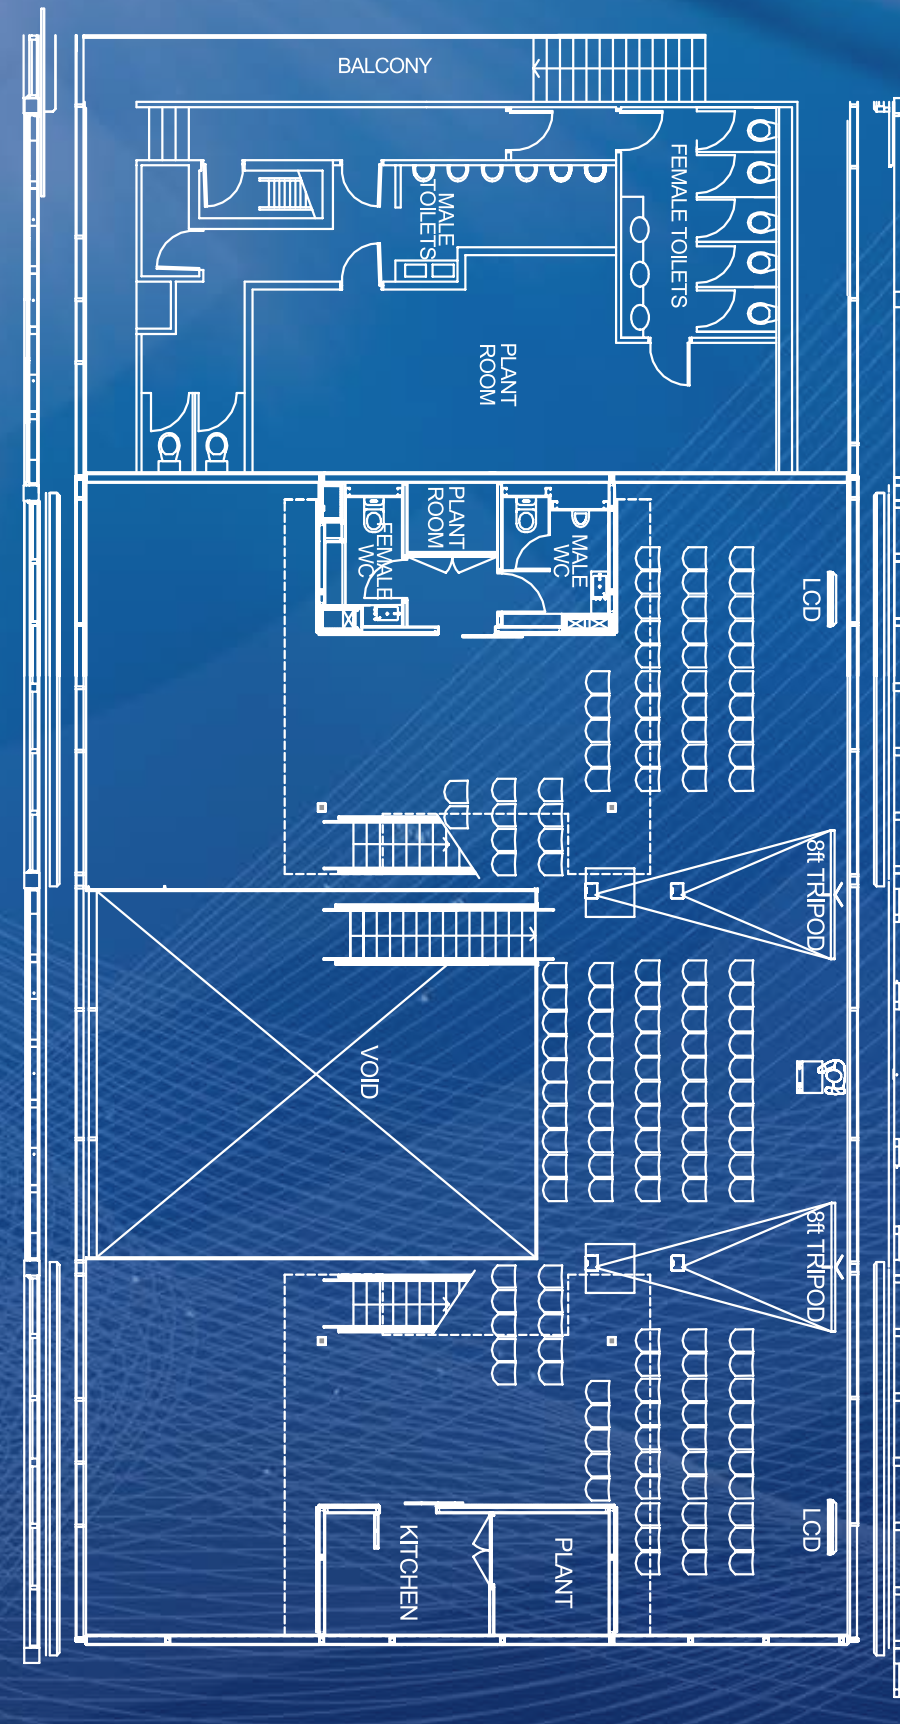 BALCONY
FEMALE TOILETS
MALE
TOILETS
PLANT
ROOM
PLANT
ROOM
FEMALE
WC
MALE
WC
LCD
8ft TRIPOD
VOID
8ft TRIPOD
LCD
KITCHEN
PLANT